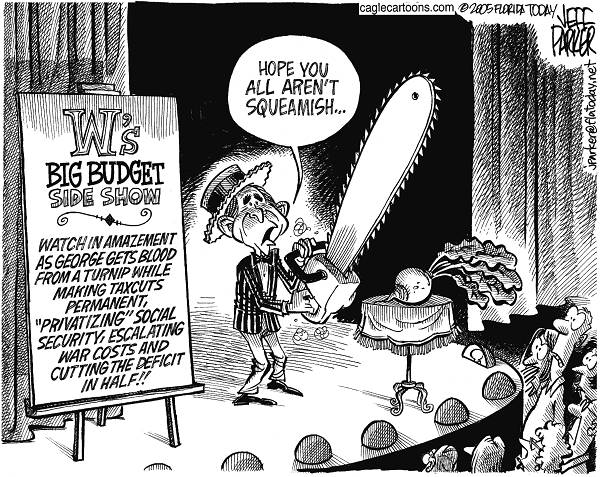 caglecartoons.com © 2005 FLORIDA TODAY
JEFF
PARKER
jparker@flatoday.net
HOPE YOU
ALL AREN'T
SQUEAMISH...
W's
BIG BUDGET
SIDE SHOW
WATCH IN AMAZEMENT
AS GEORGE GETS BLOOD
FROM A TURNIP WHILE
MAKING TAXCUTS
PERMANENT,
"PRIVATIZING" SOCIAL
SECURITY, ESCALATING
WAR COSTS AND
CUTTING THE DEFICIT
IN HALF!!